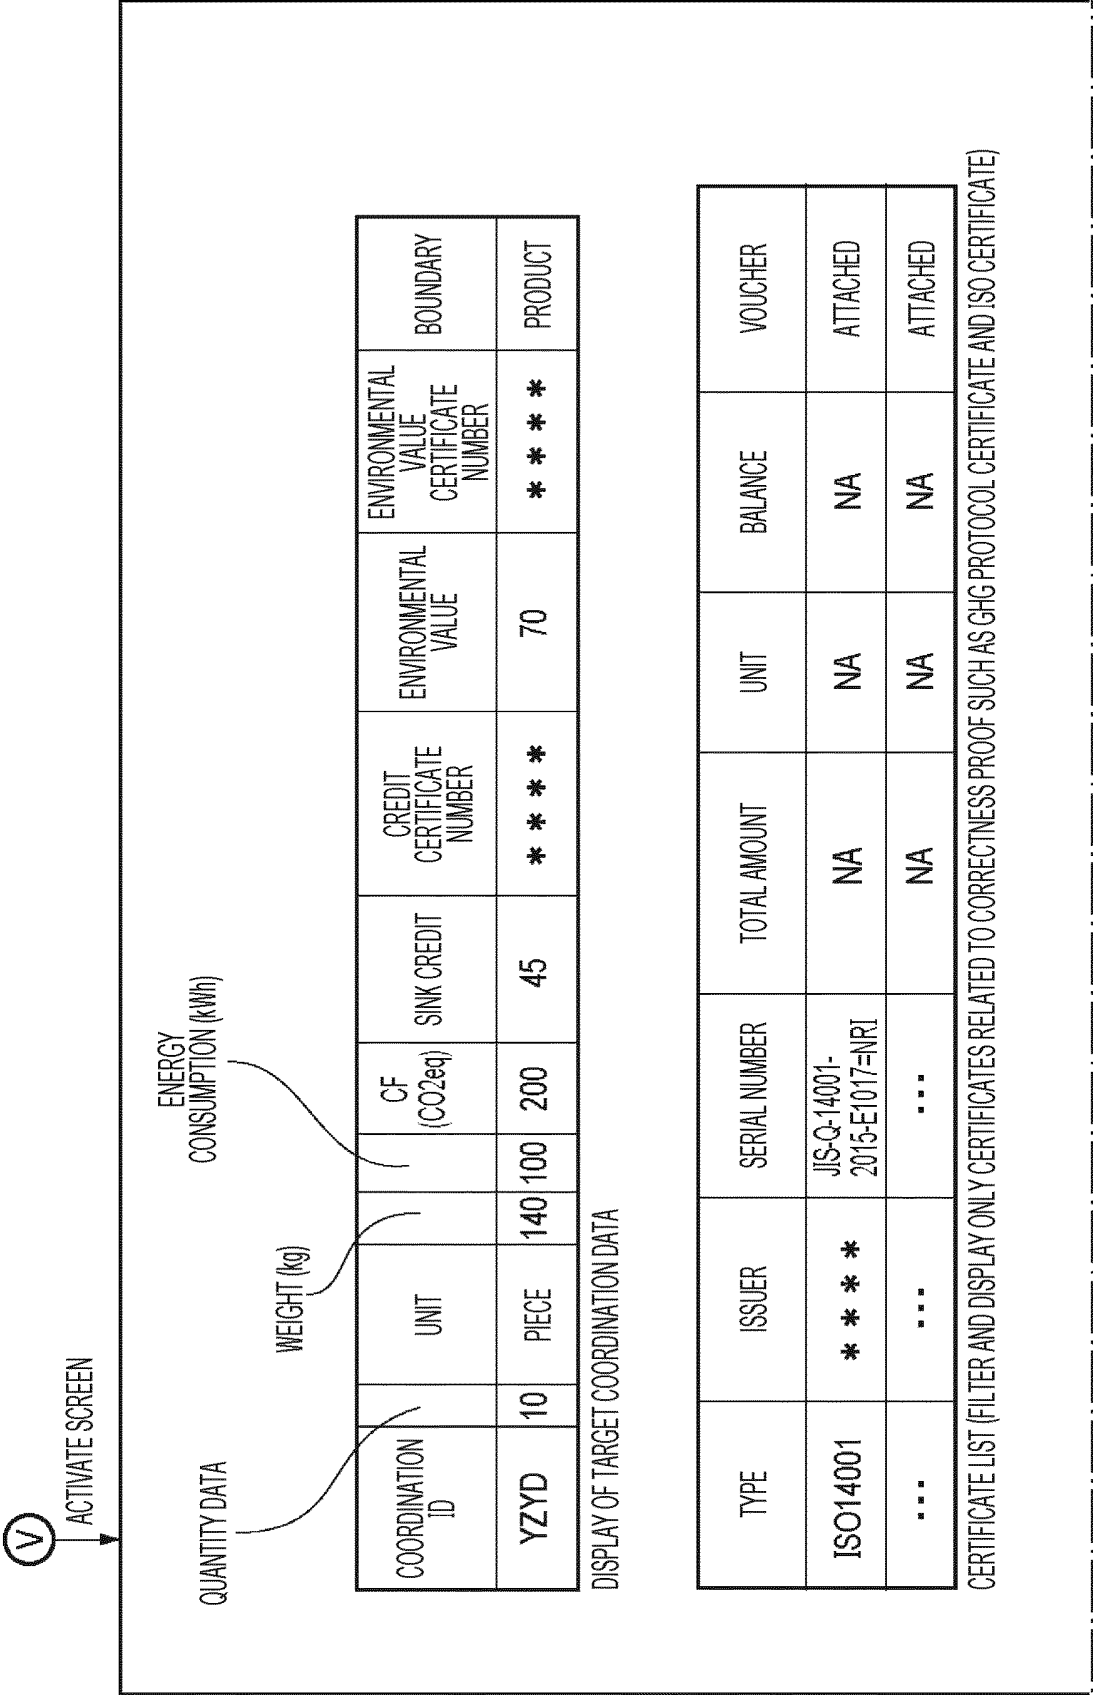 V
ACTIVATE SCREEN
QUANTITY DATA
WEIGHT (kg)
ENERGY
CONSUMPTION (kWh)
COORDINATION
ID
UNIT
CF
(CO2eq)
SINK CREDIT
CREDIT
CERTIFICATE
NUMBER
ENVIRONMENTAL
VALUE
ENVIRONMENTAL
VALUE
CERTIFICATE
NUMBER
BOUNDARY
YZYD
10
PIECE
140
100
200
45
****
70
****
PRODUCT
DISPLAY OF TARGET COORDINATION DATA
TYPE
ISSUER
SERIAL NUMBER
TOTAL AMOUNT
UNIT
BALANCE
VOUCHER
ISO14001
****
JIS-Q-14001-
2015-E1017=NRI
NA
NA
NA
ATTACHED
...
...
...
NA
NA
NA
ATTACHED
CERTIFICATE LIST (FILTER AND DISPLAY ONLY CERTIFICATES RELATED TO CORRECTNESS PROOF SUCH AS GHG PROTOCOL CERTIFICATE AND ISO CERTIFICATE)